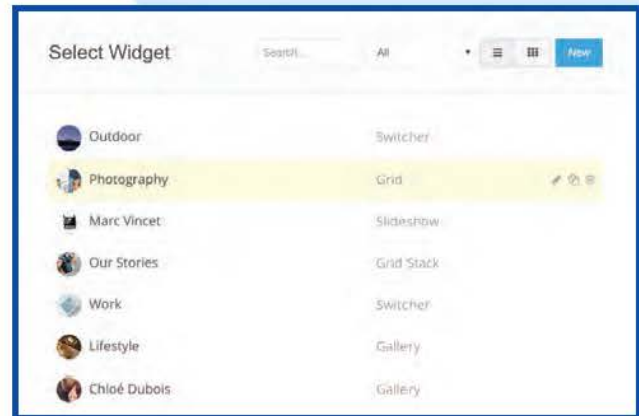 Select Widget Search... All New
Outdoor Switcher
Photography Grid
Marc Vincet Slideshow
Our Stories Grid Stack
Work Switcher
Lifestyle Gallery
Chloé Dubois Gallery